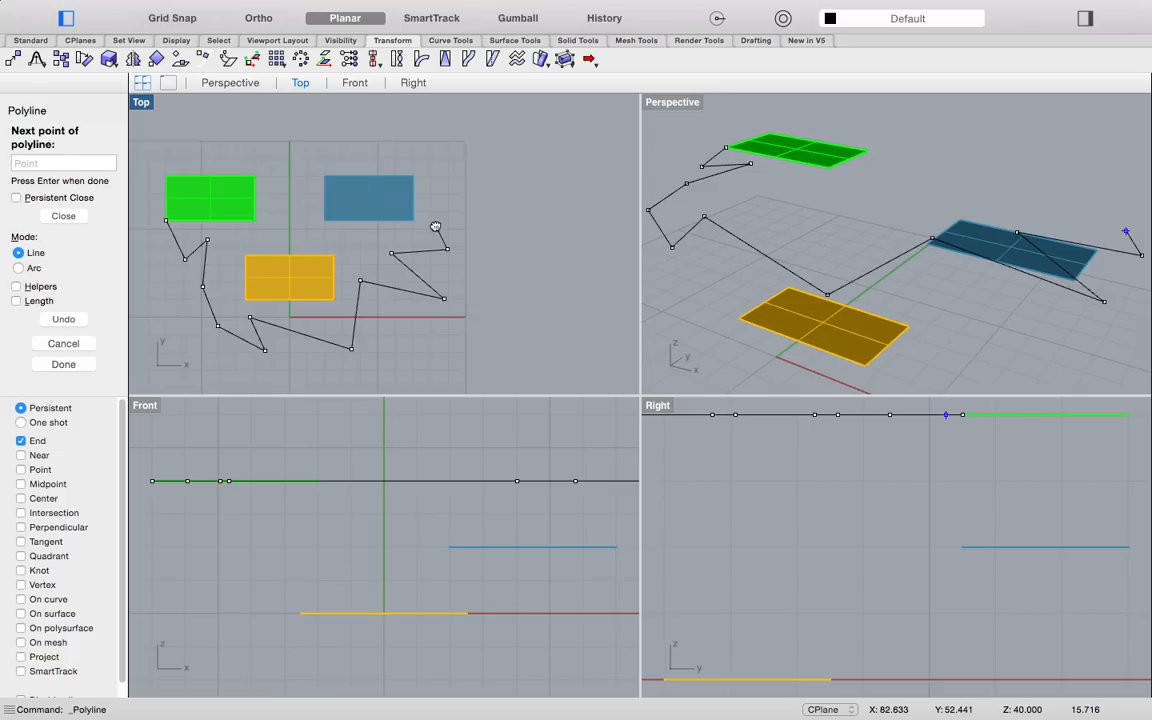 Grid Snap Ortho Planar SmartTrack Gumball History Default
Standard CPlanes Set View Display Select Viewport Layout Visibility Transform Curve Tools Surface Tools Solid Tools Mesh Tools Render Tools Drafting New in V5
Perspective Top Front Right
Top
Perspective
Polyline
Next point of
polyline:
Point
Press Enter when done
Persistent Close
Close
Mode:
Line
Arc
Helpers
Length
Undo
Cancel
Done
y
x
z
y
x
Front
Right
Persistent
One shot
End
Near
Point
Midpoint
Center
Intersection
Perpendicular
Tangent
Quadrant
Knot
Vertex
On curve
On surface
On polysurface
On mesh
Project
SmartTrack
z
x
z
y
Command: _Polyline
CPlane X: 82.633 Y: 52.441 Z: 40.000 15.716